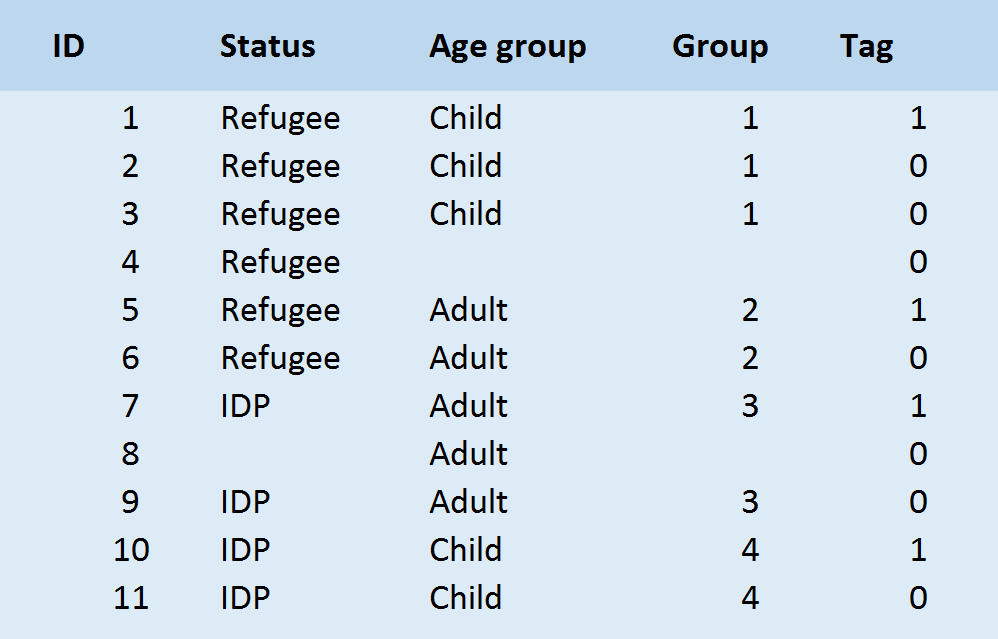 ID Status Age group Group Tag
1 Refugee Child 1 1
2 Refugee Child 1 0
3 Refugee Child 1 0
4 Refugee 0
5 Refugee Adult 2 1
6 Refugee Adult 2 0
7 IDP Adult 3 1
8 Adult 0
9 IDP Adult 3 0
10 IDP Child 4 1
11 IDP Child 4 0